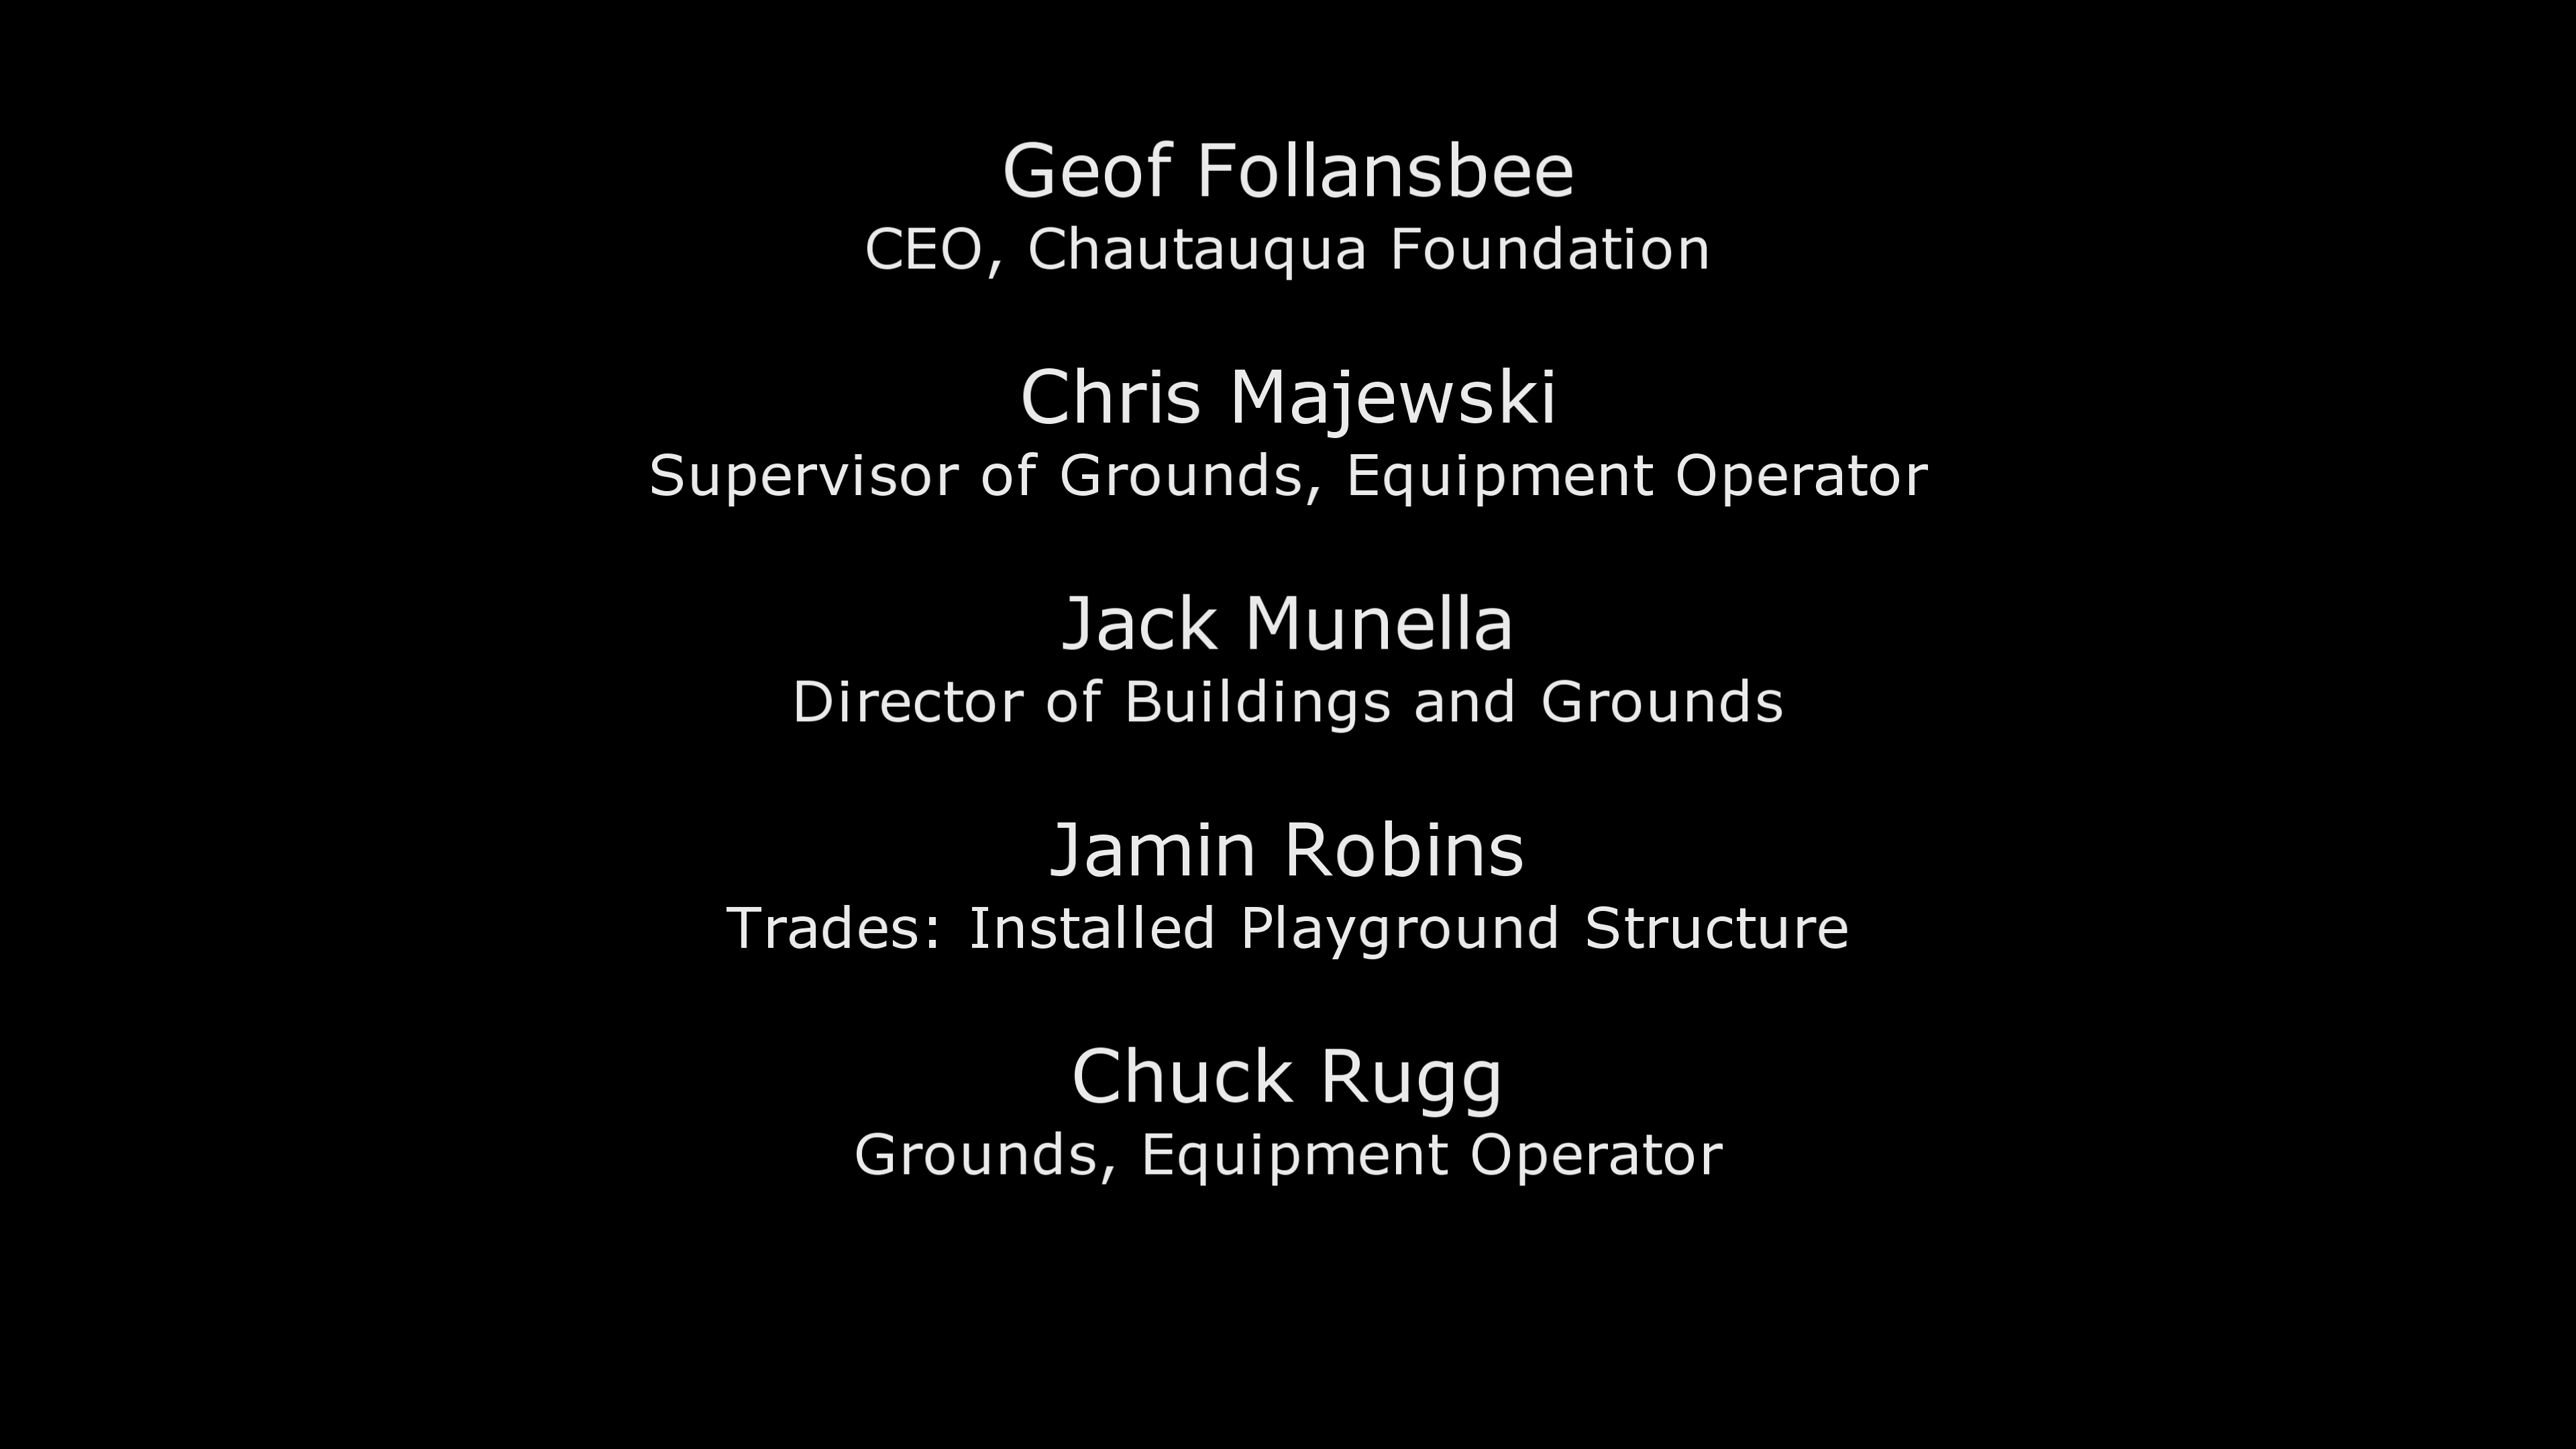 Geof Follansbee
CEO, Chautauqua Foundation
Chris Majewski
Supervisor of Grounds, Equipment Operator
Jack Munella
Director of Buildings and Grounds
Jamin Robins
Trades: Installed Playground Structure
Chuck Rugg
Grounds, Equipment Operator